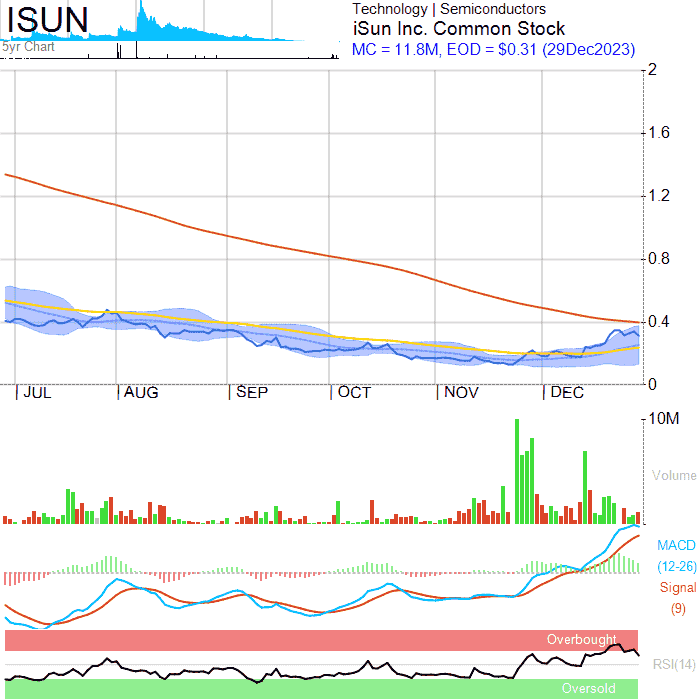 ISUN
5yr Chart
Technology | Semiconductors
iSun Inc. Common Stock
MC = 11.8M, EOD = $0.31 (29Dec2023)
2
1.6
1.2
0.8
0.4
0
JUL
AUG
SEP
OCT
NOV
DEC
10M
Volume
MACD
(12-26)
Signal
(9)
Overbought
RSI(14)
Oversold